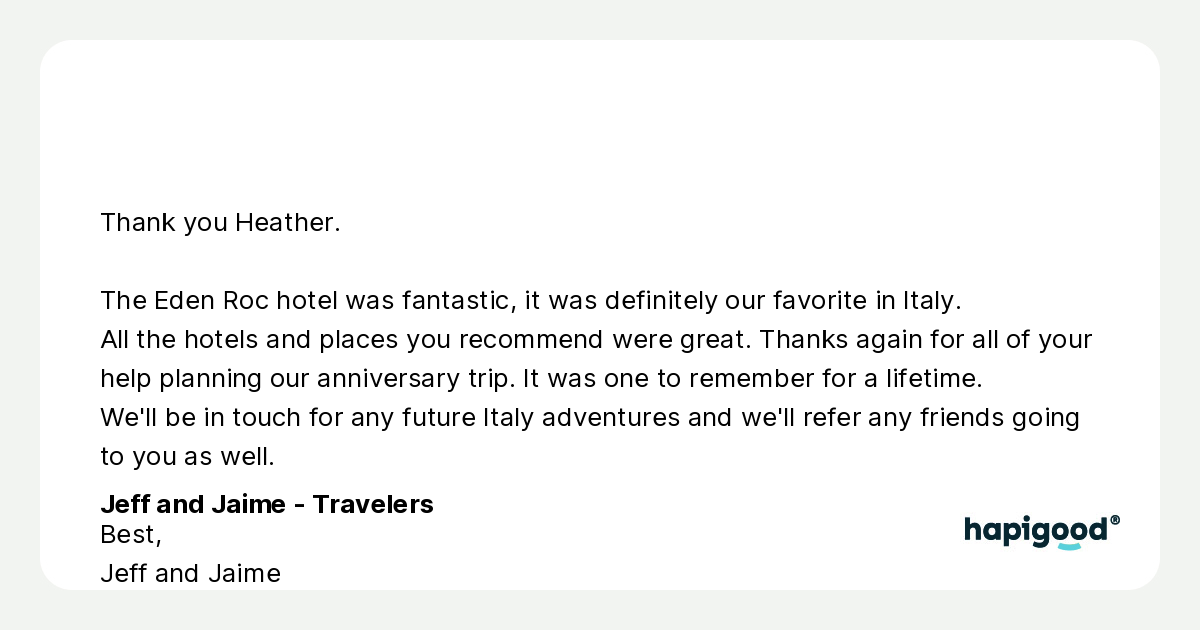 Thank you Heather.
The Eden Roc hotel was fantastic, it was definitely our favorite in Italy.
All the hotels and places you recommend were great. Thanks again for all of your
help planning our anniversary trip. It was one to remember for a lifetime.
We'll be in touch for any future Italy adventures and we'll refer any friends going
to you as well.
Jeff and Jaime - Travelers
Best,
Jeff and Jaime
hapigood®